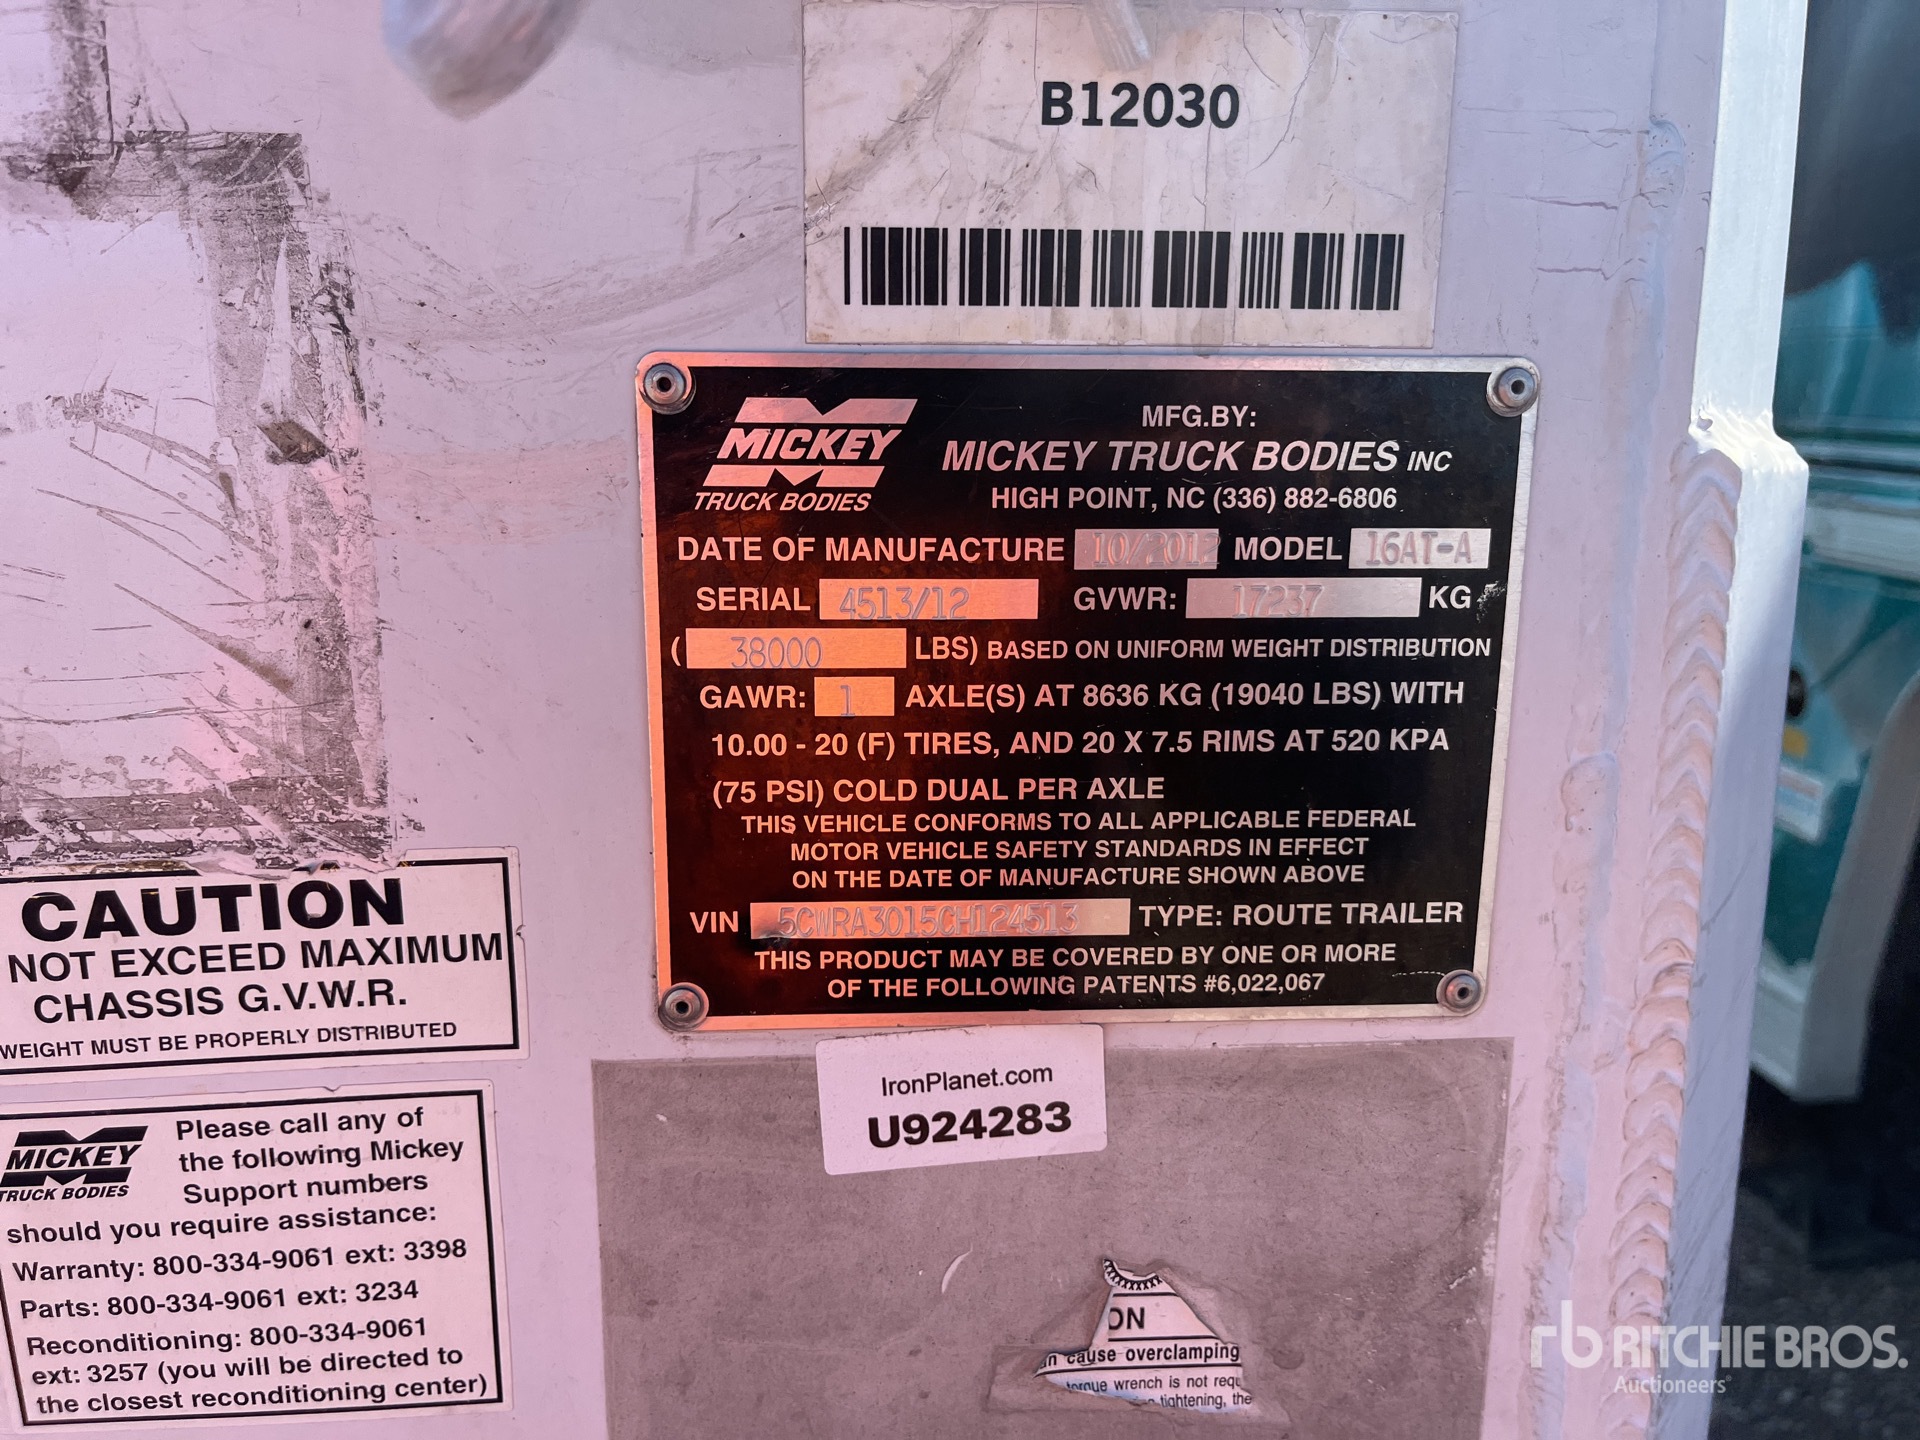 B12030
MICKEY
TRUCK BODIES
MFG.BY:
MICKEY TRUCK BODIES INC
HIGH POINT, NC (336) 882-6806
DATE OF MANUFACTURE 10/2012 MODEL 16AT-A
SERIAL 4513/12 GVWR: 17237 KG
( 38000 LBS) BASED ON UNIFORM WEIGHT DISTRIBUTION
GAWR: 1 AXLE(S) AT 8636 KG (19040 LBS) WITH
10.00 - 20 (F) TIRES, AND 20 X 7.5 RIMS AT 520 KPA
(75 PSI) COLD DUAL PER AXLE
THIS VEHICLE CONFORMS TO ALL APPLICABLE FEDERAL
MOTOR VEHICLE SAFETY STANDARDS IN EFFECT
ON THE DATE OF MANUFACTURE SHOWN ABOVE
VIN 5CWRA3015CH124513 TYPE: ROUTE TRAILER
THIS PRODUCT MAY BE COVERED BY ONE OR MORE
OF THE FOLLOWING PATENTS #6,022,067
CAUTION
NOT EXCEED MAXIMUM
CHASSIS G.V.W.R.
WEIGHT MUST BE PROPERLY DISTRIBUTED
IronPlanet.com
U924283
MICKEY
TRUCK BODIES
Please call any of
the following Mickey
Support numbers
should you require assistance:
Warranty: 800-334-9061 ext: 3398
Parts: 800-334-9061 ext: 3234
Reconditioning: 800-334-9061
ext: 3257 (you will be directed to
the closest reconditioning center)
ON
cause overclamping
torque wrench is not
tightening, the
rb RITCHIE BROS.
Auctioneers